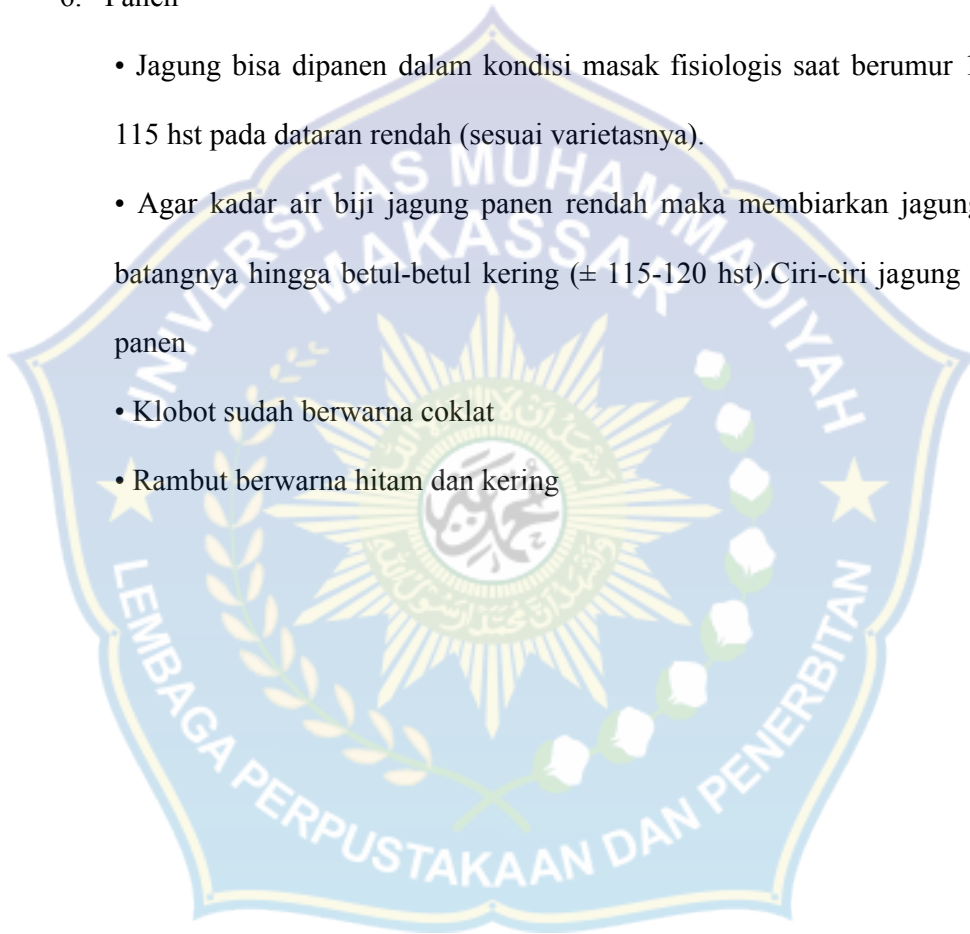 6. Panen
• Jagung bisa dipanen dalam kondisi masak fisiologis saat berumur
115 hst pada dataran rendah (sesuai varietasnya).
• Agar kadar air biji jagung panen rendah maka membiarkan jagung
batangnya hingga betul-betul kering (± 115-120 hst).Ciri-ciri jagung
panen
• Klobot sudah berwarna coklat
• Rambut berwarna hitam dan kering
UNIVERSITAS MUHAMMADIYAH
MAKASSAR
LEMBAGA PERPUSTAKAAN DAN PENERBITAN